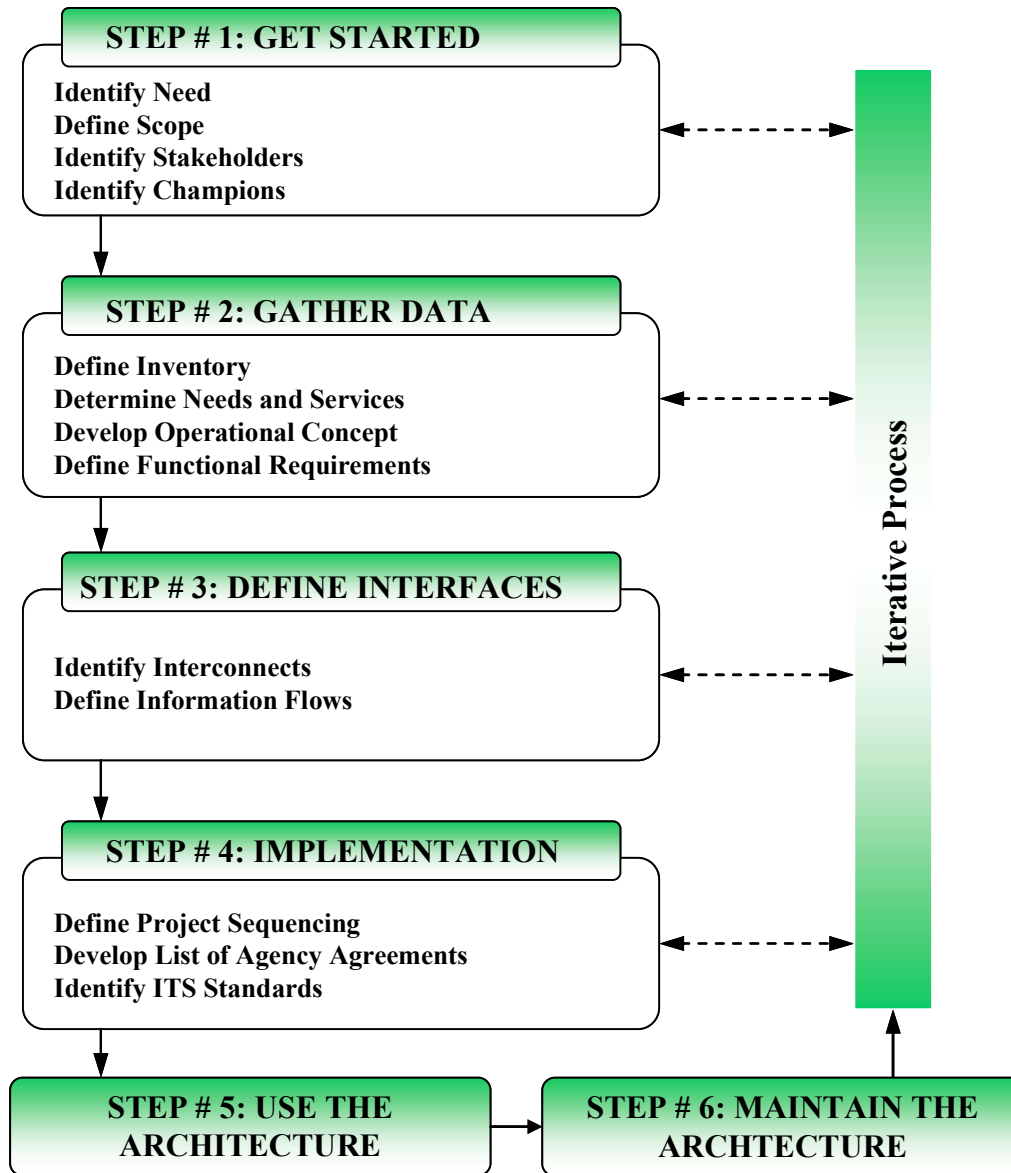 STEP # 1: GET STARTED
Identify Need
Define Scope
Identify Stakeholders
Identify Champions
STEP # 2: GATHER DATA
Define Inventory
Determine Needs and Services
Develop Operational Concept
Define Functional Requirements
STEP # 3: DEFINE INTERFACES
Identify Interconnects
Define Information Flows
STEP # 4: IMPLEMENTATION
Define Project Sequencing
Develop List of Agency Agreements
Identify ITS Standards
STEP # 5: USE THE
ARCHITECTURE
STEP # 6: MAINTAIN THE
ARCHTECTURE
Iterative Process